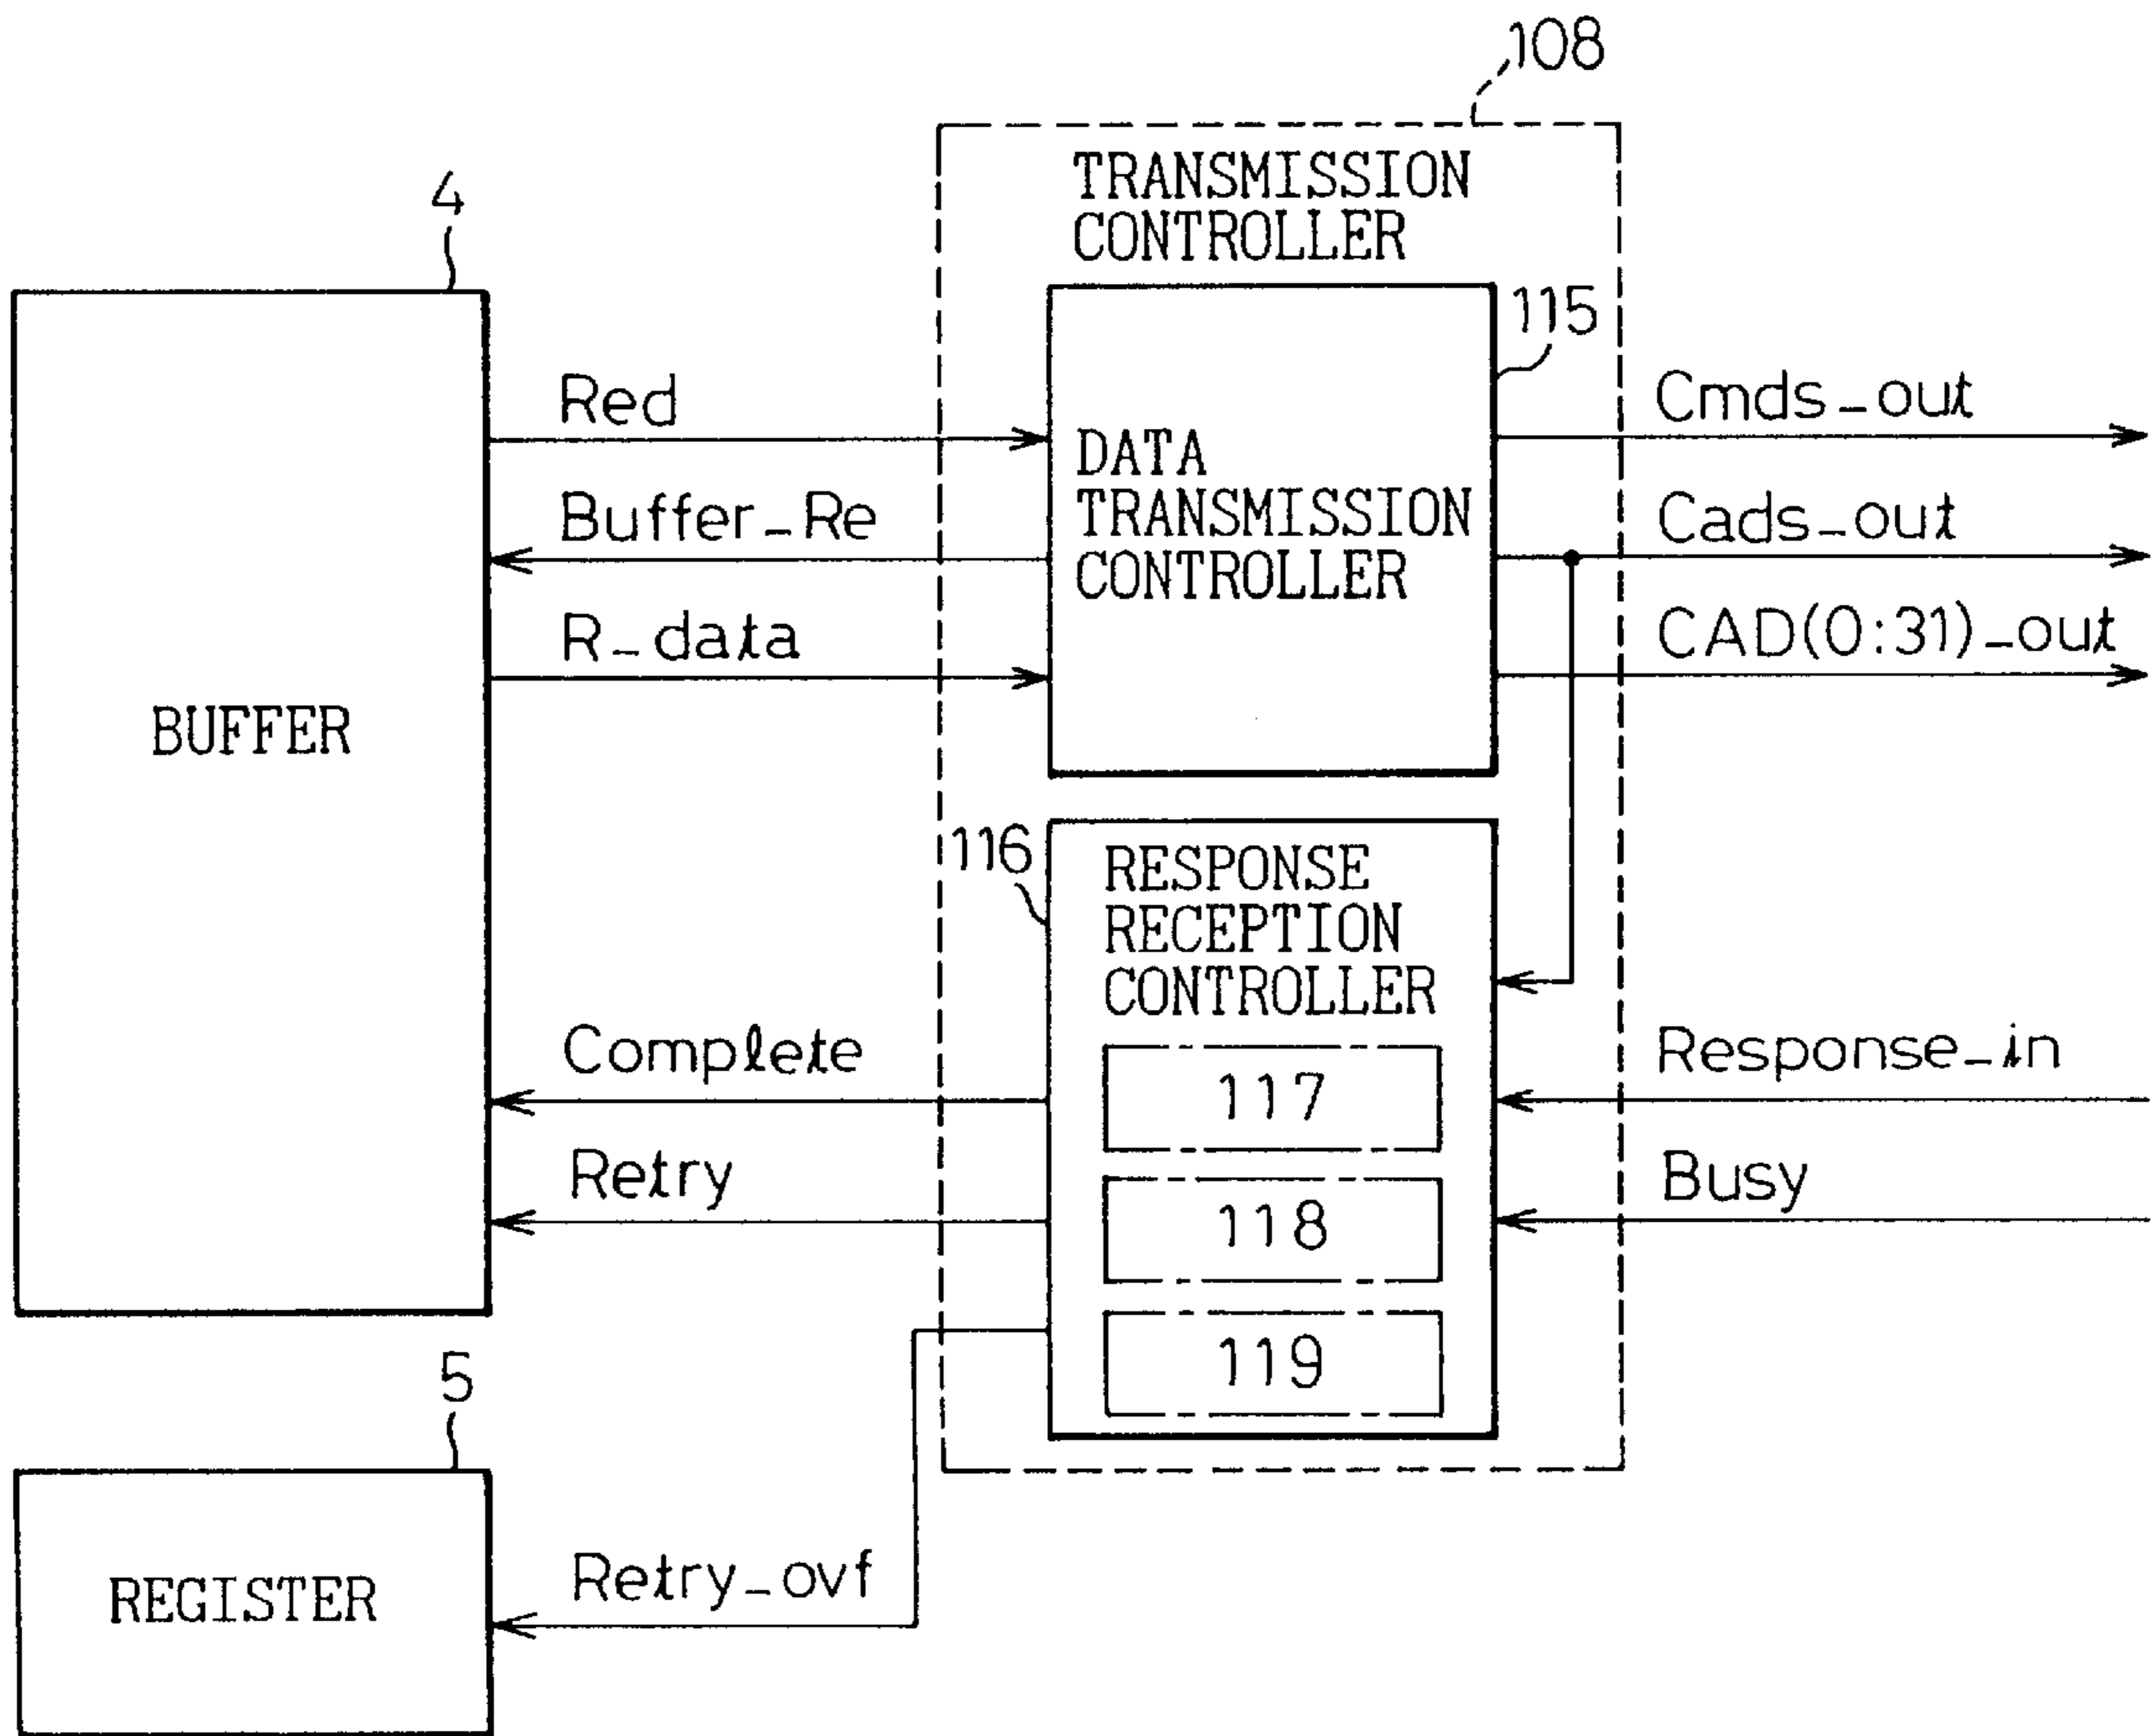 108
TRANSMISSION
CONTROLLER
4
115
Red
Cmds_out
DATA
TRANSMISSION
CONTROLLER
Buffer_Re
Cads_out
R_data
CAD(0:31)_out
BUFFER
116
RESPONSE
RECEPTION
CONTROLLER
Complete
Response_in
117
Retry
Busy
118
119
5
Retry_ovf
REGISTER